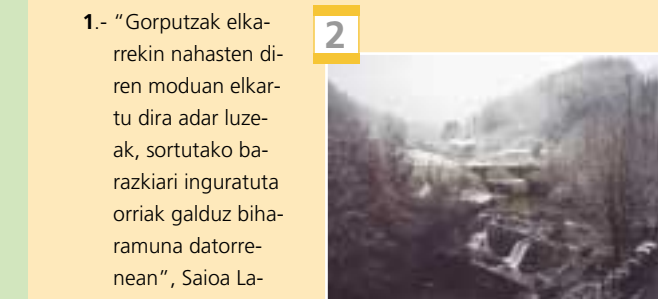 1.- “Gorputzak elka-
rrekin nahasten di-
ren moduan elkar-
tu dira adar luze-
ak, sortutako ba-
razkiari inguratuta
orriak galduz biha-
ramuna datorre-
nean”, Saioa La-
2